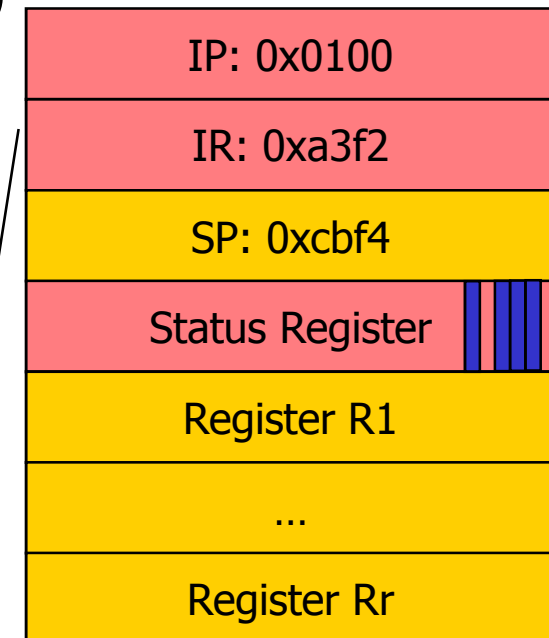 IP: 0x0100
IR: 0xa3f2
SP: 0xcbf4
Status Register
Register R1
…
Register Rr